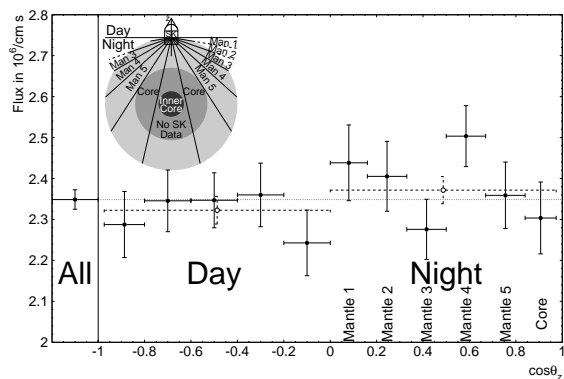 Flux in 10⁶/cm s
2.8
2.7
2.6
2.5
2.4
2.3
2.2
2.1
2
Day
Night
z
SK
Man 1
Man 2
Man 3
Man 4
Man 5
Man 3
Man 4
Man 5
Core
Core
Inner
Core
No SK
Data
All
Day
Night
Mantle 1
Mantle 2
Mantle 3
Mantle 4
Mantle 5
Core
-1
-0.8
-0.6
-0.4
-0.2
0
0.2
0.4
0.6
0.8
1
cosθz